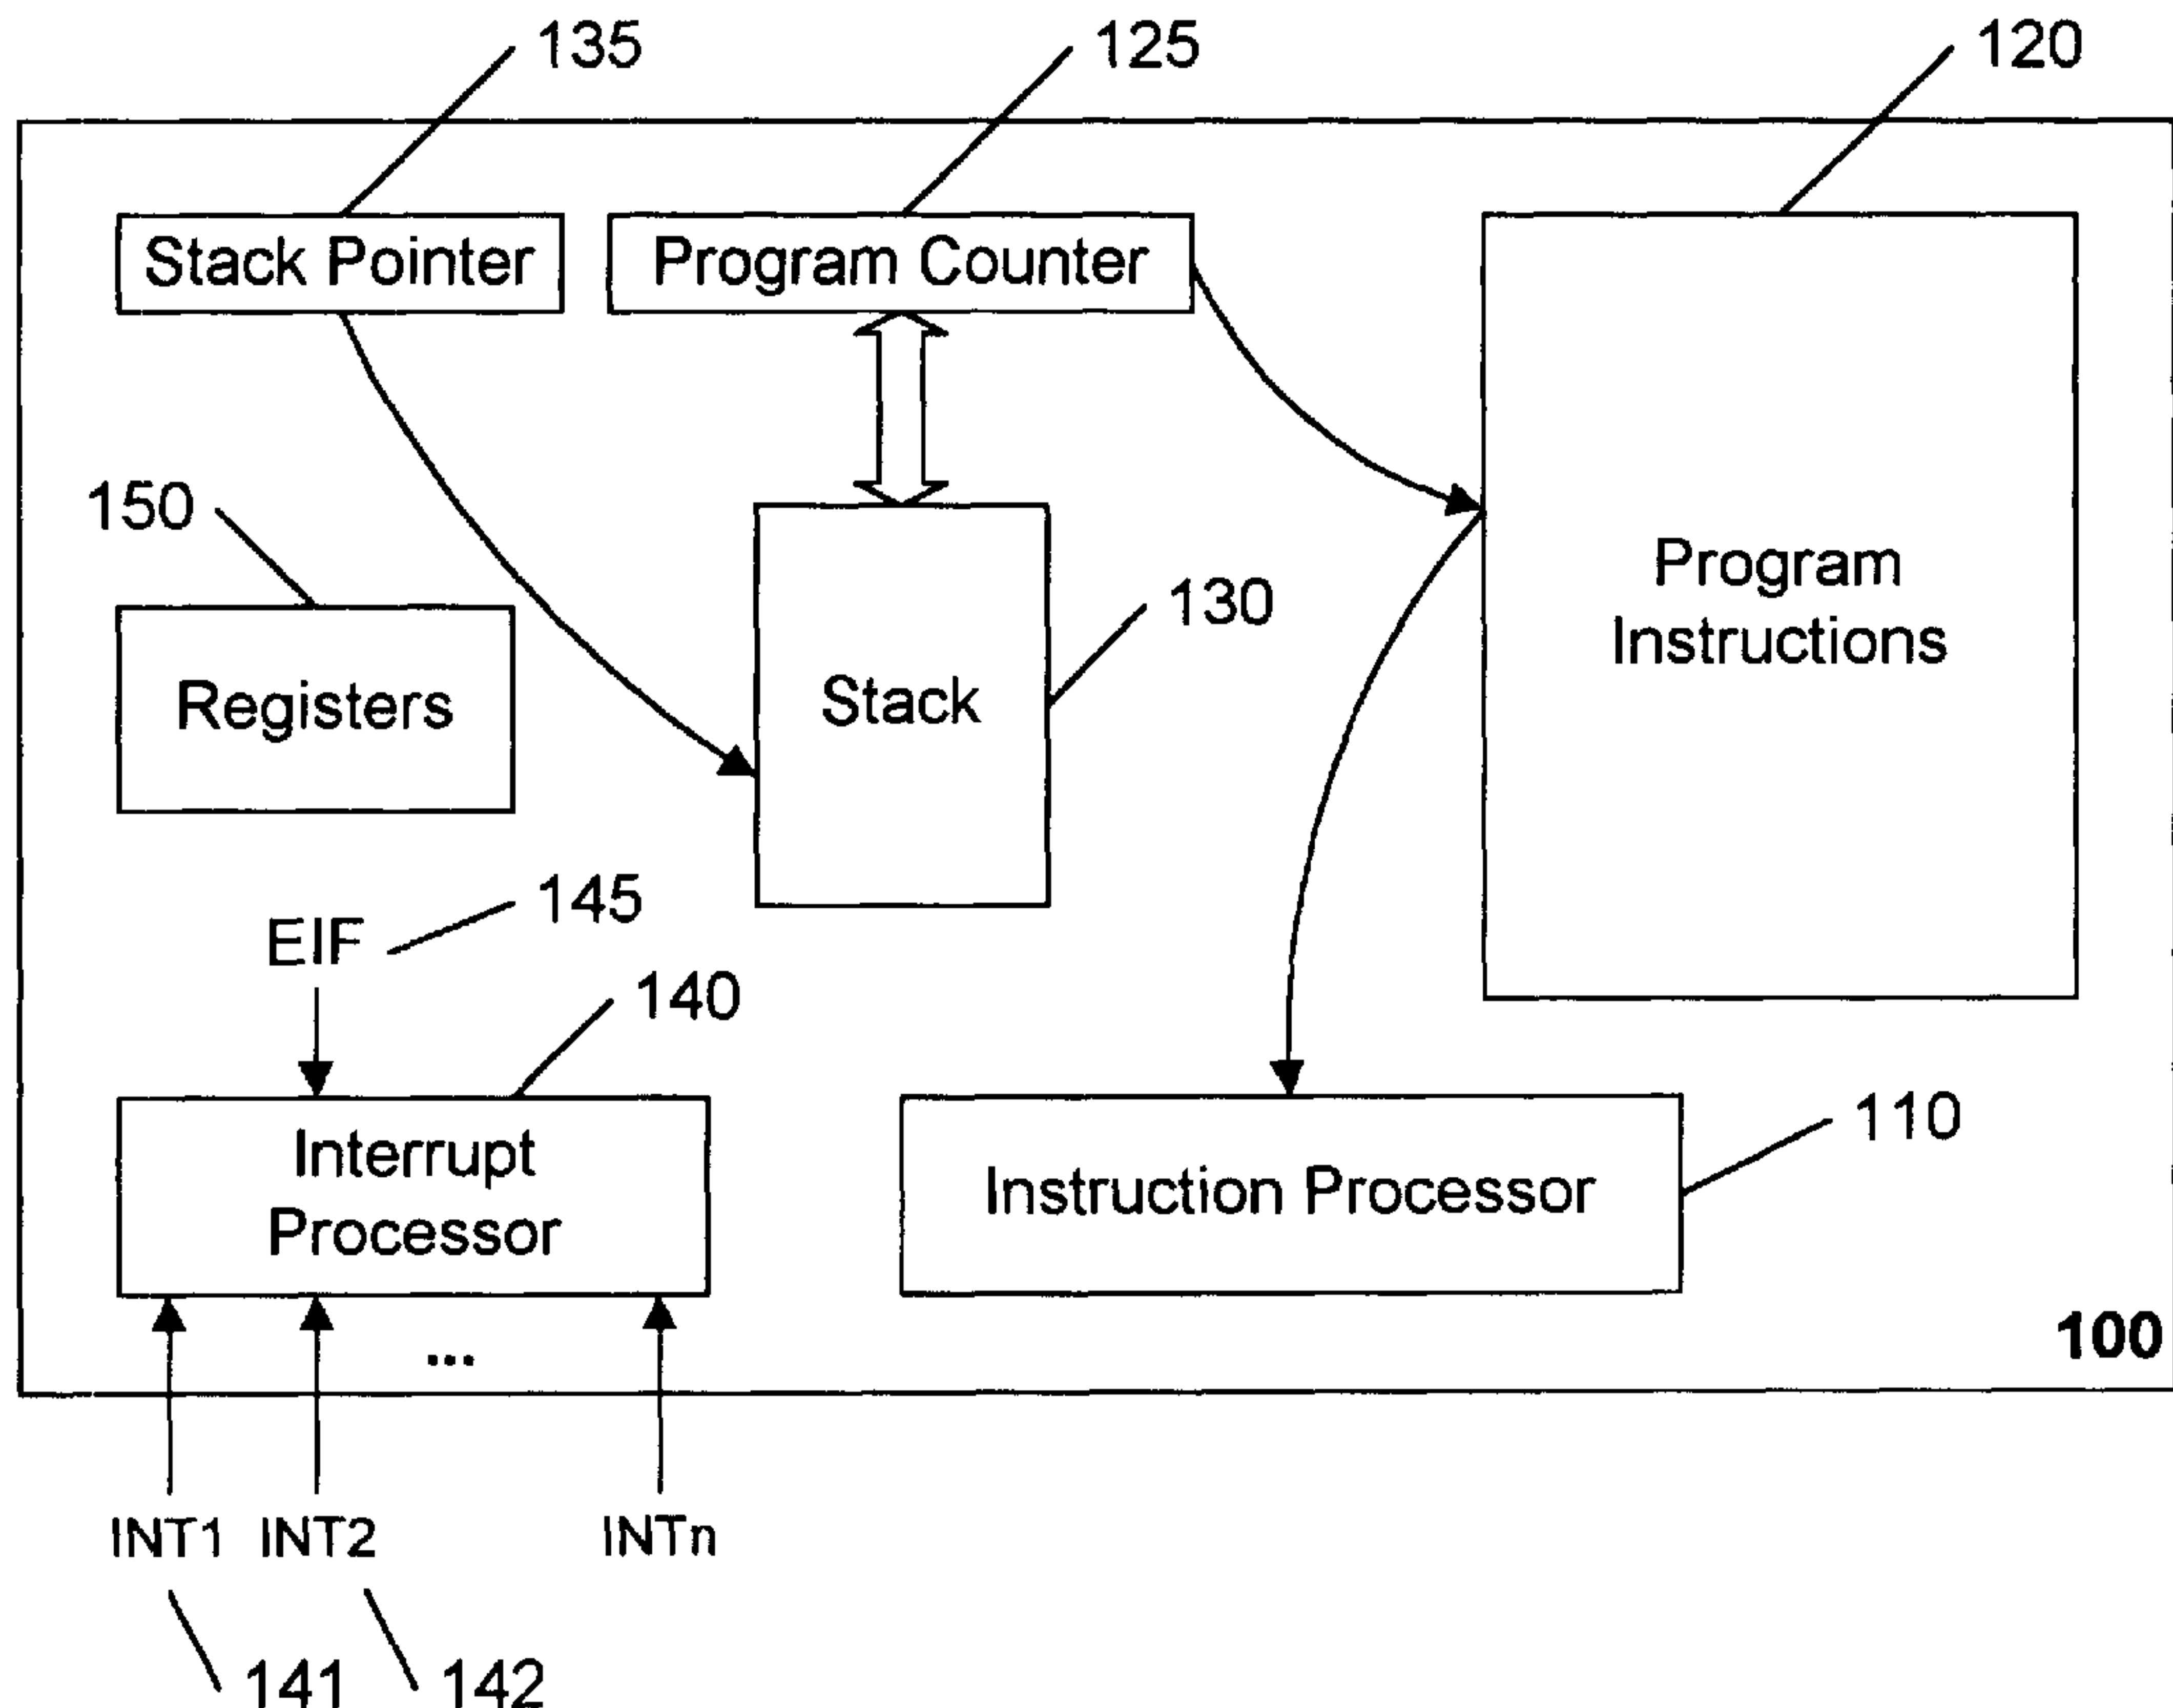 135
125
120
Stack Pointer
Program Counter
150
130
Program
Instructions
Registers
Stack
145
EIF
140
110
Interrupt
Processor
Instruction Processor
100
...
INT1
INT2
INTn
141
142